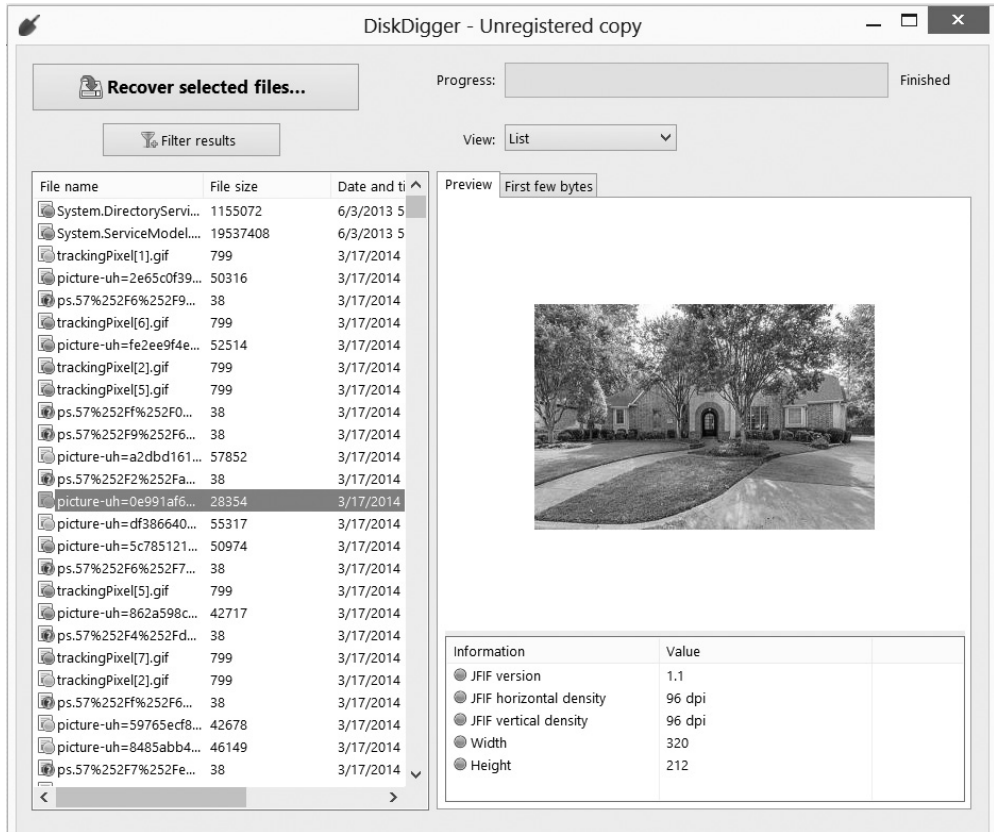 DiskDigger - Unregistered copy
Recover selected files...
Progress:
Finished
Filter results
View: List
File name File size Date and ti
System.DirectoryServi... 1155072 6/3/2013 5
System.ServiceModel.... 19537408 6/3/2013 5
trackingPixel[1].gif 799 3/17/2014
picture-uh=2e65c0f39... 50316 3/17/2014
ps.57%252F6%252F9... 38 3/17/2014
trackingPixel[6].gif 799 3/17/2014
picture-uh=fe2ee9f4e... 52514 3/17/2014
trackingPixel[2].gif 799 3/17/2014
trackingPixel[5].gif 799 3/17/2014
ps.57%252Ff%252F0... 38 3/17/2014
ps.57%252F9%252F6... 38 3/17/2014
picture-uh=a2dbd161... 57852 3/17/2014
ps.57%252F2%252Fa... 38 3/17/2014
picture-uh=0e991af6... 28354 3/17/2014
picture-uh=df386640... 55317 3/17/2014
picture-uh=5c785121... 50974 3/17/2014
ps.57%252F6%252F7... 38 3/17/2014
trackingPixel[5].gif 799 3/17/2014
picture-uh=862a598c... 42717 3/17/2014
ps.57%252F4%252Fd... 38 3/17/2014
trackingPixel[7].gif 799 3/17/2014
trackingPixel[2].gif 799 3/17/2014
ps.57%252Ff%252F6... 38 3/17/2014
picture-uh=59765ecf8... 42678 3/17/2014
picture-uh=8485abb4... 46149 3/17/2014
ps.57%252F7%252Fe... 38 3/17/2014
Preview First few bytes
Information Value
JFIF version 1.1
JFIF horizontal density 96 dpi
JFIF vertical density 96 dpi
Width 320
Height 212